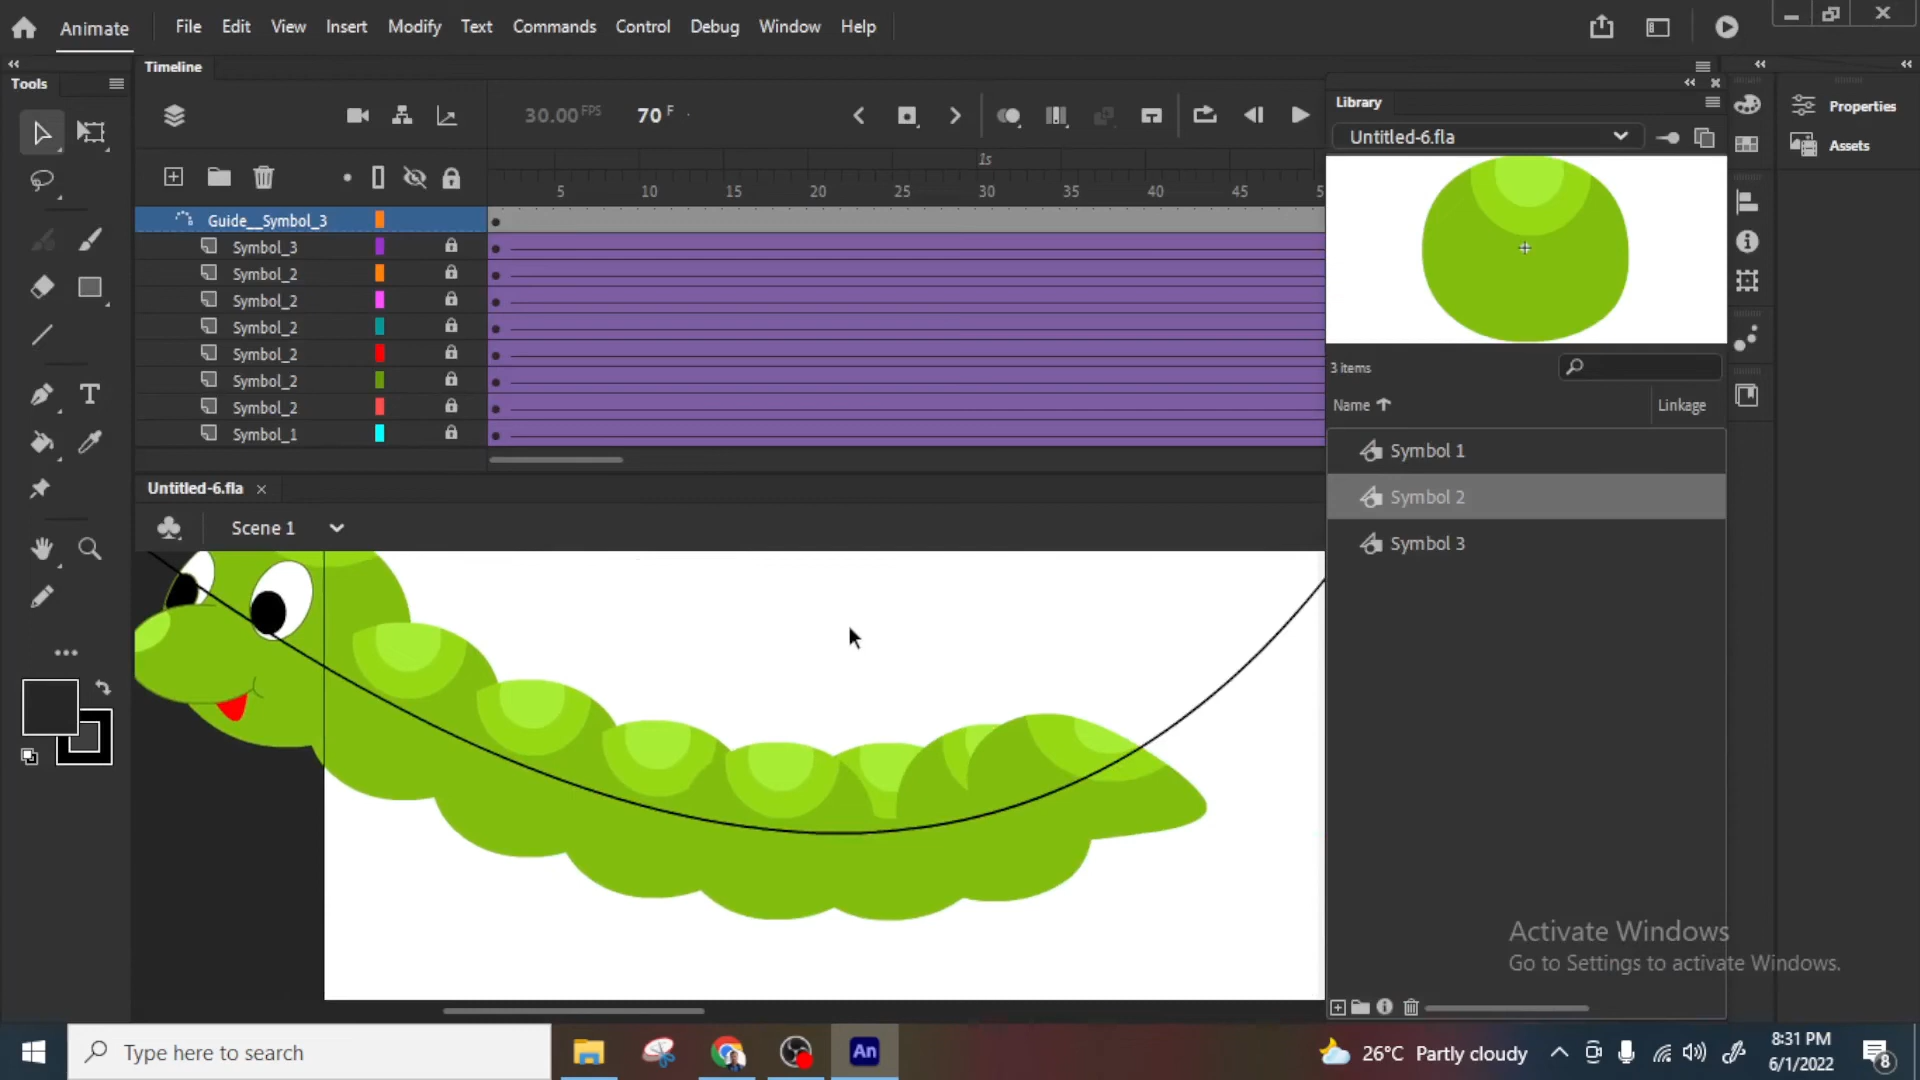 Animate
File Edit View Insert Modify Text Commands Control Debug Window Help
Tools
Timeline
30.00 FPS 70 F
1s
5 10 15 20 25 30 35 40 45
Guide__Symbol_3
Symbol_3
Symbol_2
Symbol_2
Symbol_2
Symbol_2
Symbol_2
Symbol_2
Symbol_1
Untitled-6.fla
Scene 1
Library
Untitled-6.fla
3 items
Name Linkage
Symbol 1
Symbol 2
Symbol 3
Properties
Assets
Activate Windows
Go to Settings to activate Windows.
Type here to search
An
26°C Partly cloudy
8:31 PM
6/1/2022
8